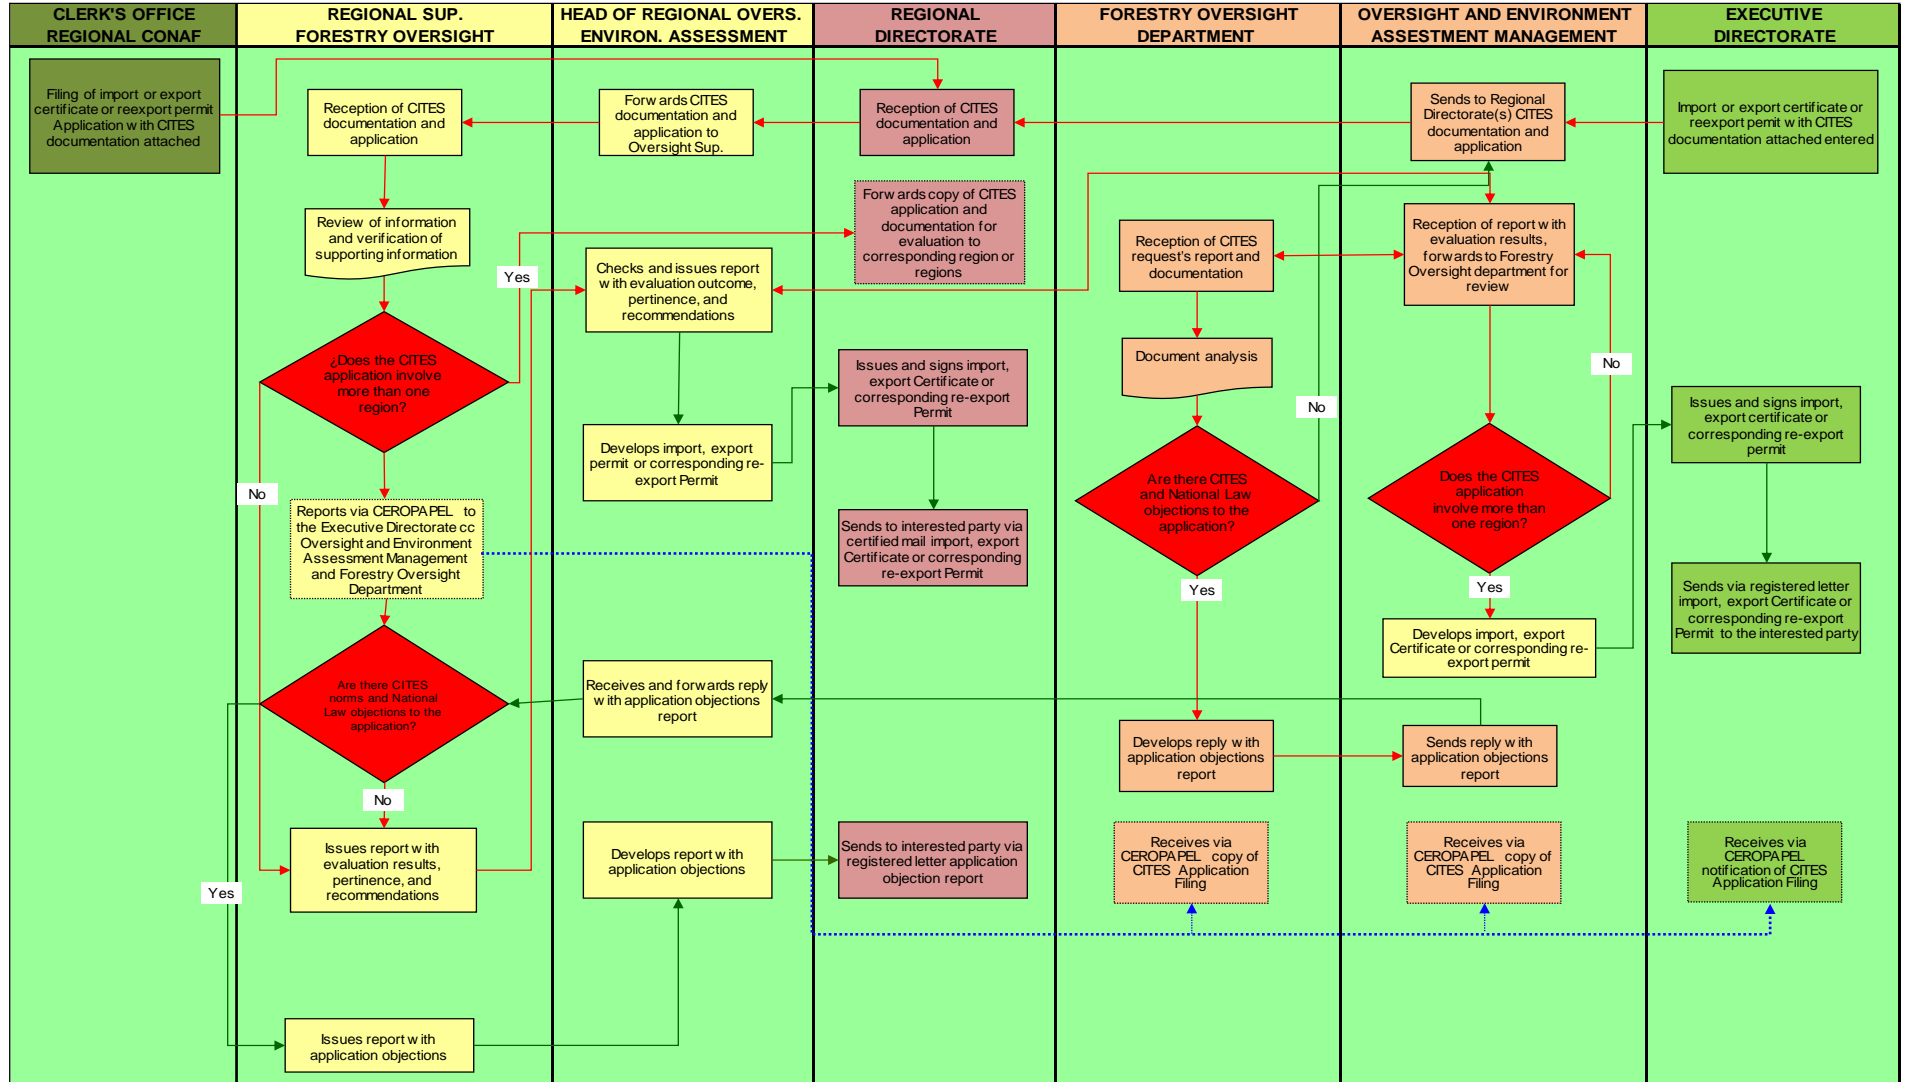 CLERK'S OFFICE
REGIONAL CONAF
REGIONAL SUP.
FORESTRY OVERSIGHT
HEAD OF REGIONAL OVERS.
ENVIRON. ASSESSMENT
REGIONAL
DIRECTORATE
FORESTRY OVERSIGHT
DEPARTMENT
OVERSIGHT AND ENVIRONMENT
ASSESTMENT MANAGEMENT
EXECUTIVE
DIRECTORATE
Filing of import or export
certificate or reexport permit
Application with CITES
documentation attached
Reception of CITES
documentation and
application
Forwards CITES
documentation and
application to
Oversight Sup.
Reception of CITES
documentation and
application
Sends to Regional
Directorate(s) CITES
documentation and
application
Import or export certificate or
reexport permit with CITES
documentation attached entered
Review of information
and verification of
supporting information
Yes
Forwards copy of CITES
application and
documentation for
evaluation to
corresponding region or
regions
Reception of CITES
request's report and
documentation
Reception of report with
evaluation results,
forwards to Forestry
Oversight department for
review
Checks and issues report
with evaluation outcome,
pertinence, and
recommendations
¿Does the CITES
application involve
more than one
region?
Issues and signs import,
export Certificate or
corresponding re-export
Permit
Document analysis
No
No
Issues and signs import,
export certificate or
corresponding re-export
permit
Develops import, export
permit or corresponding re-
export Permit
Are there CITES
and National Law
objections to the
application?
Does the CITES
application
involve more than
one region?
No
Reports via CEROPAPEL to
the Executive Directorate cc
Oversight and Environment
Assessment Management
and Forestry Oversight
Department
Sends to interested party via
certified mail import, export
Certificate or corresponding
re-export Permit
Yes
Yes
Sends via registered letter
import, export Certificate or
corresponding re-export
Permit to the interested party
Develops import, export
Certificate or corresponding re-
export permit
Are there CITES
norms and National
Law objections to the
application?
Receives and forwards reply
with application objections
report
Develops reply with
application objections
report
Sends reply with
application objections
report
No
Issues report with
evaluation results,
pertinence, and
recommendations
Develops report with
application objections
Sends to interested party via
registered letter application
objection report
Receives via
CEROPAPEL copy of
CITES Application
Filing
Receives via
CEROPAPEL copy of
CITES Application
Filing
Receives via
CEROPAPEL
notification of CITES
Application Filing
Yes
Issues report with
application objections